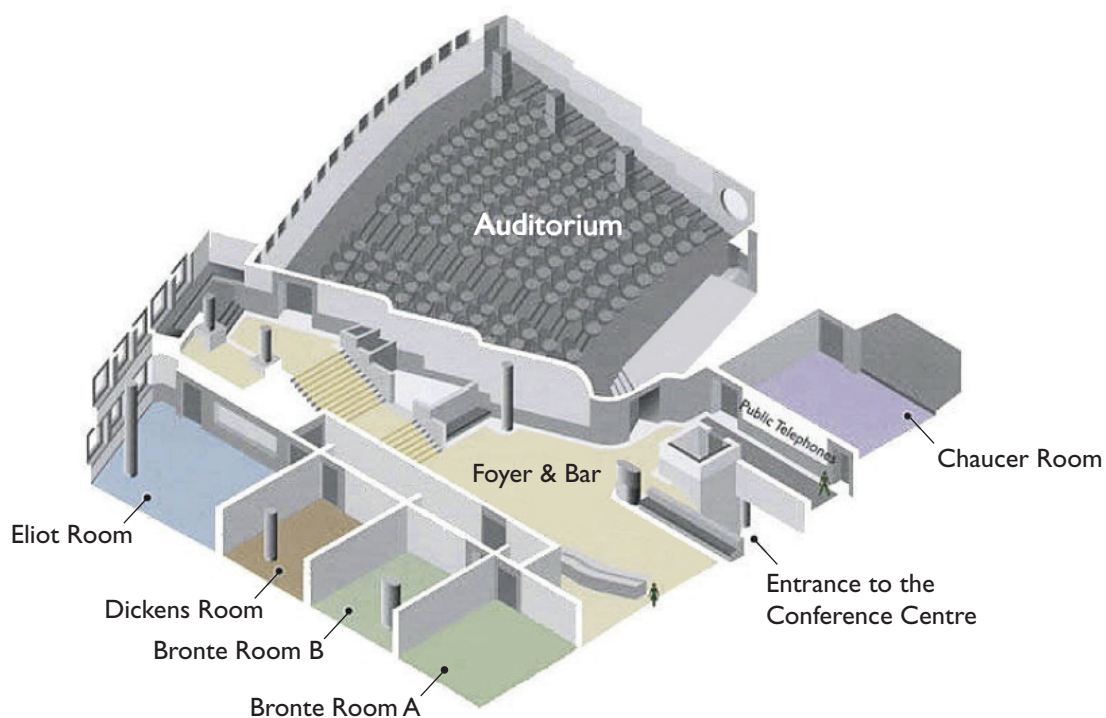 Auditorium
Public Telephones
Chaucer Room
Foyer & Bar
Eliot Room
Entrance to the
Conference Centre
Dickens Room
Bronte Room B
Bronte Room A